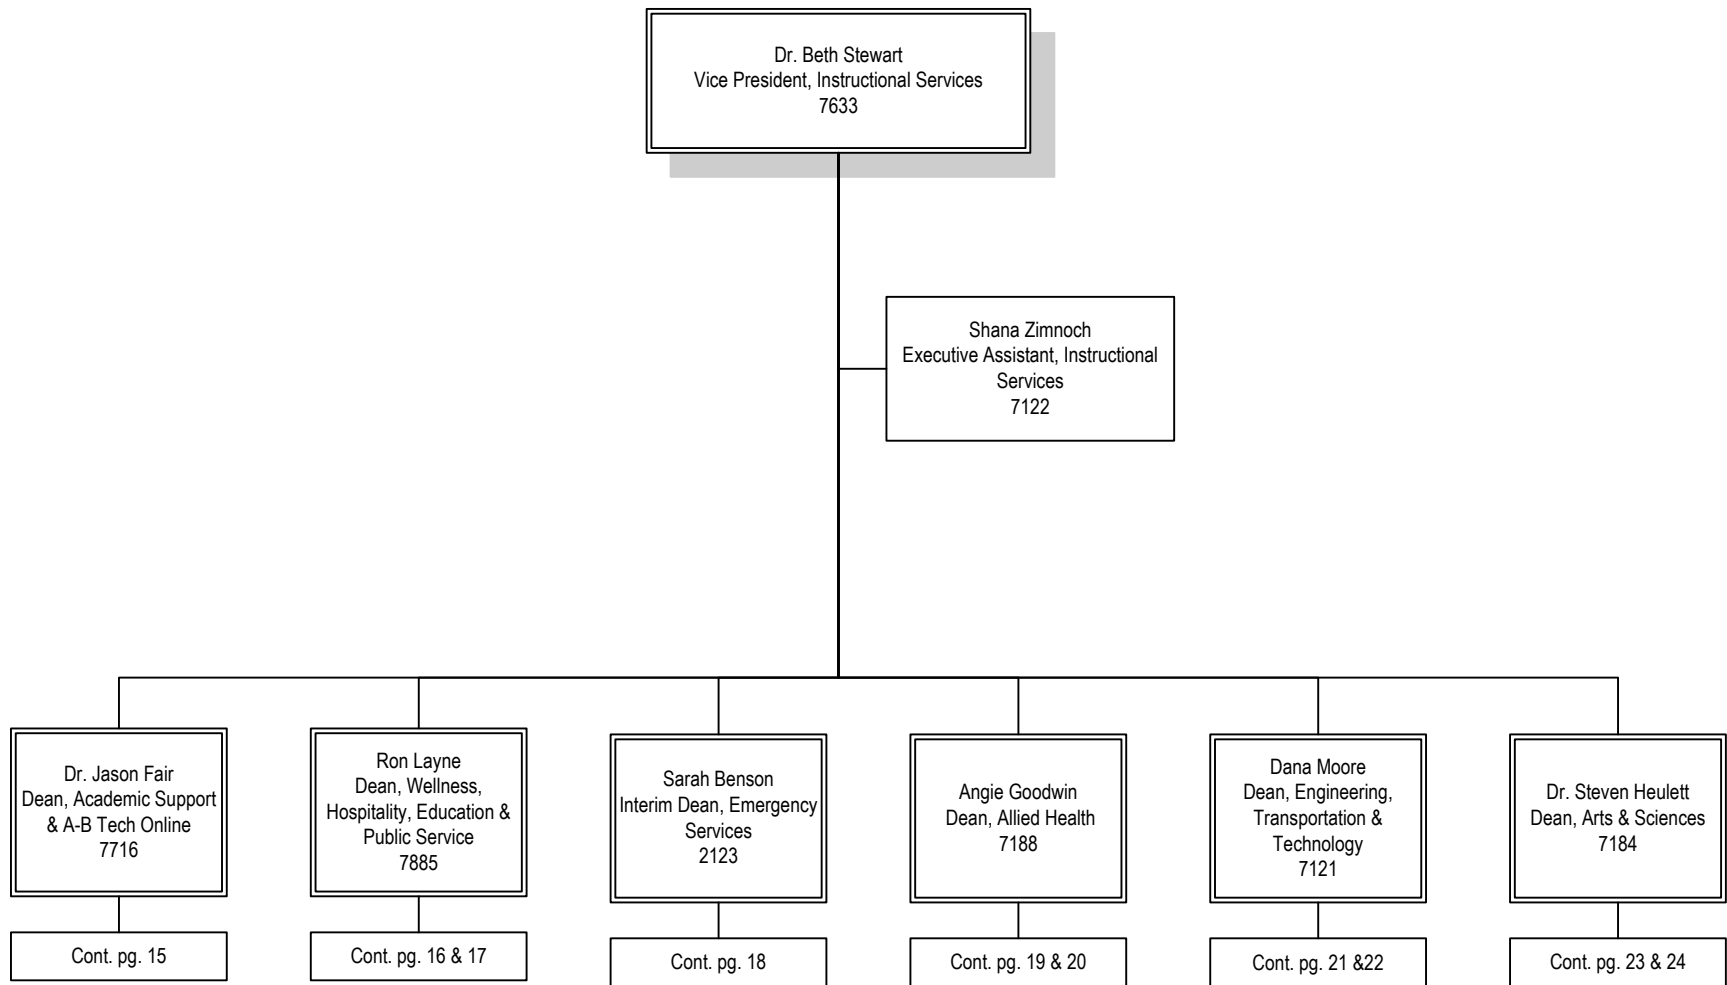 Dr. Beth Stewart
Vice President, Instructional Services
7633
Shana Zimnoch
Executive Assistant, Instructional
Services
7122
Dr. Jason Fair
Dean, Academic Support
& A-B Tech Online
7716
Cont. pg. 15
Ron Layne
Dean, Wellness,
Hospitality, Education &
Public Service
7885
Cont. pg. 16 & 17
Sarah Benson
Interim Dean, Emergency
Services
2123
Cont. pg. 18
Angie Goodwin
Dean, Allied Health
7188
Cont. pg. 19 & 20
Dana Moore
Dean, Engineering,
Transportation &
Technology
7121
Cont. pg. 21 &22
Dr. Steven Heulett
Dean, Arts & Sciences
7184
Cont. pg. 23 & 24